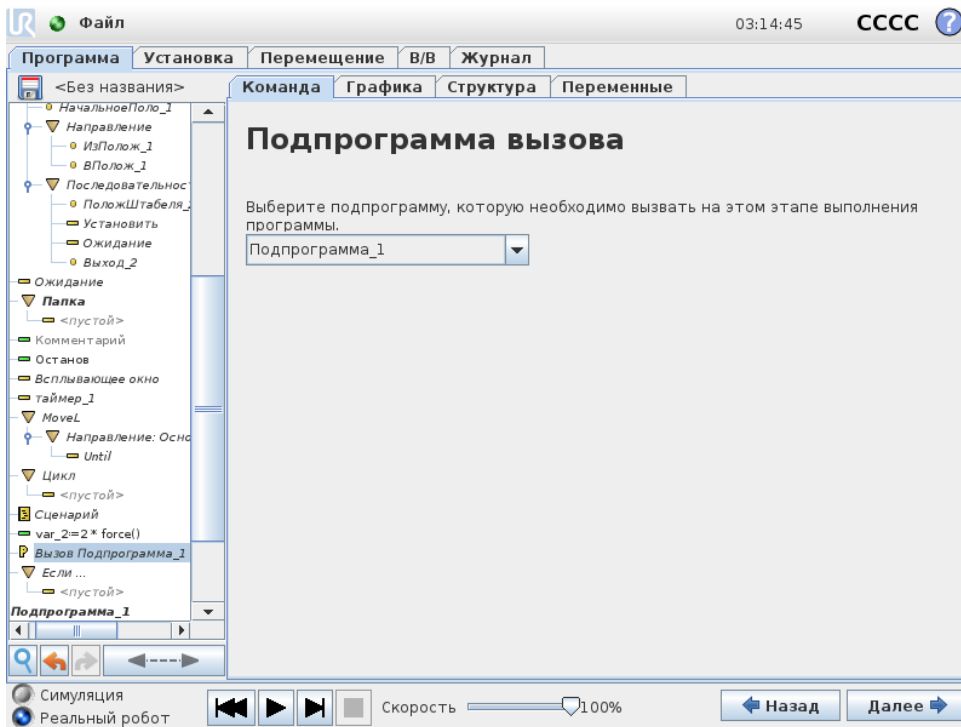 UR Файл 03:14:45 CCCC ?
Программа Установка Перемещение В/В Журнал
<Без названия> Команда Графика Структура Переменные
НачальноеПоло_1
Направление
ИзПолож_1
ВПолож_1
Последовательнос
ПоложШтабеля_2
Установить
Ожидание
Выход_2
Ожидание
Папка
<пустой>
Комментарий
Останов
Всплывающее окно
таймер_1
MoveL
Направление: Осно
Until
Цикл
<пустой>
Сценарий
var_2:=2 * force()
Вызов Подпрограмма_1
Если ...
<пустой>
Подпрограмма_1
Подпрограмма вызова
Выберите подпрограмму, которую необходимо вызвать на этом этапе выполнения
программы.
Подпрограмма_1
Симуляция
Реальный робот
Скорость 100%
Назад Далее